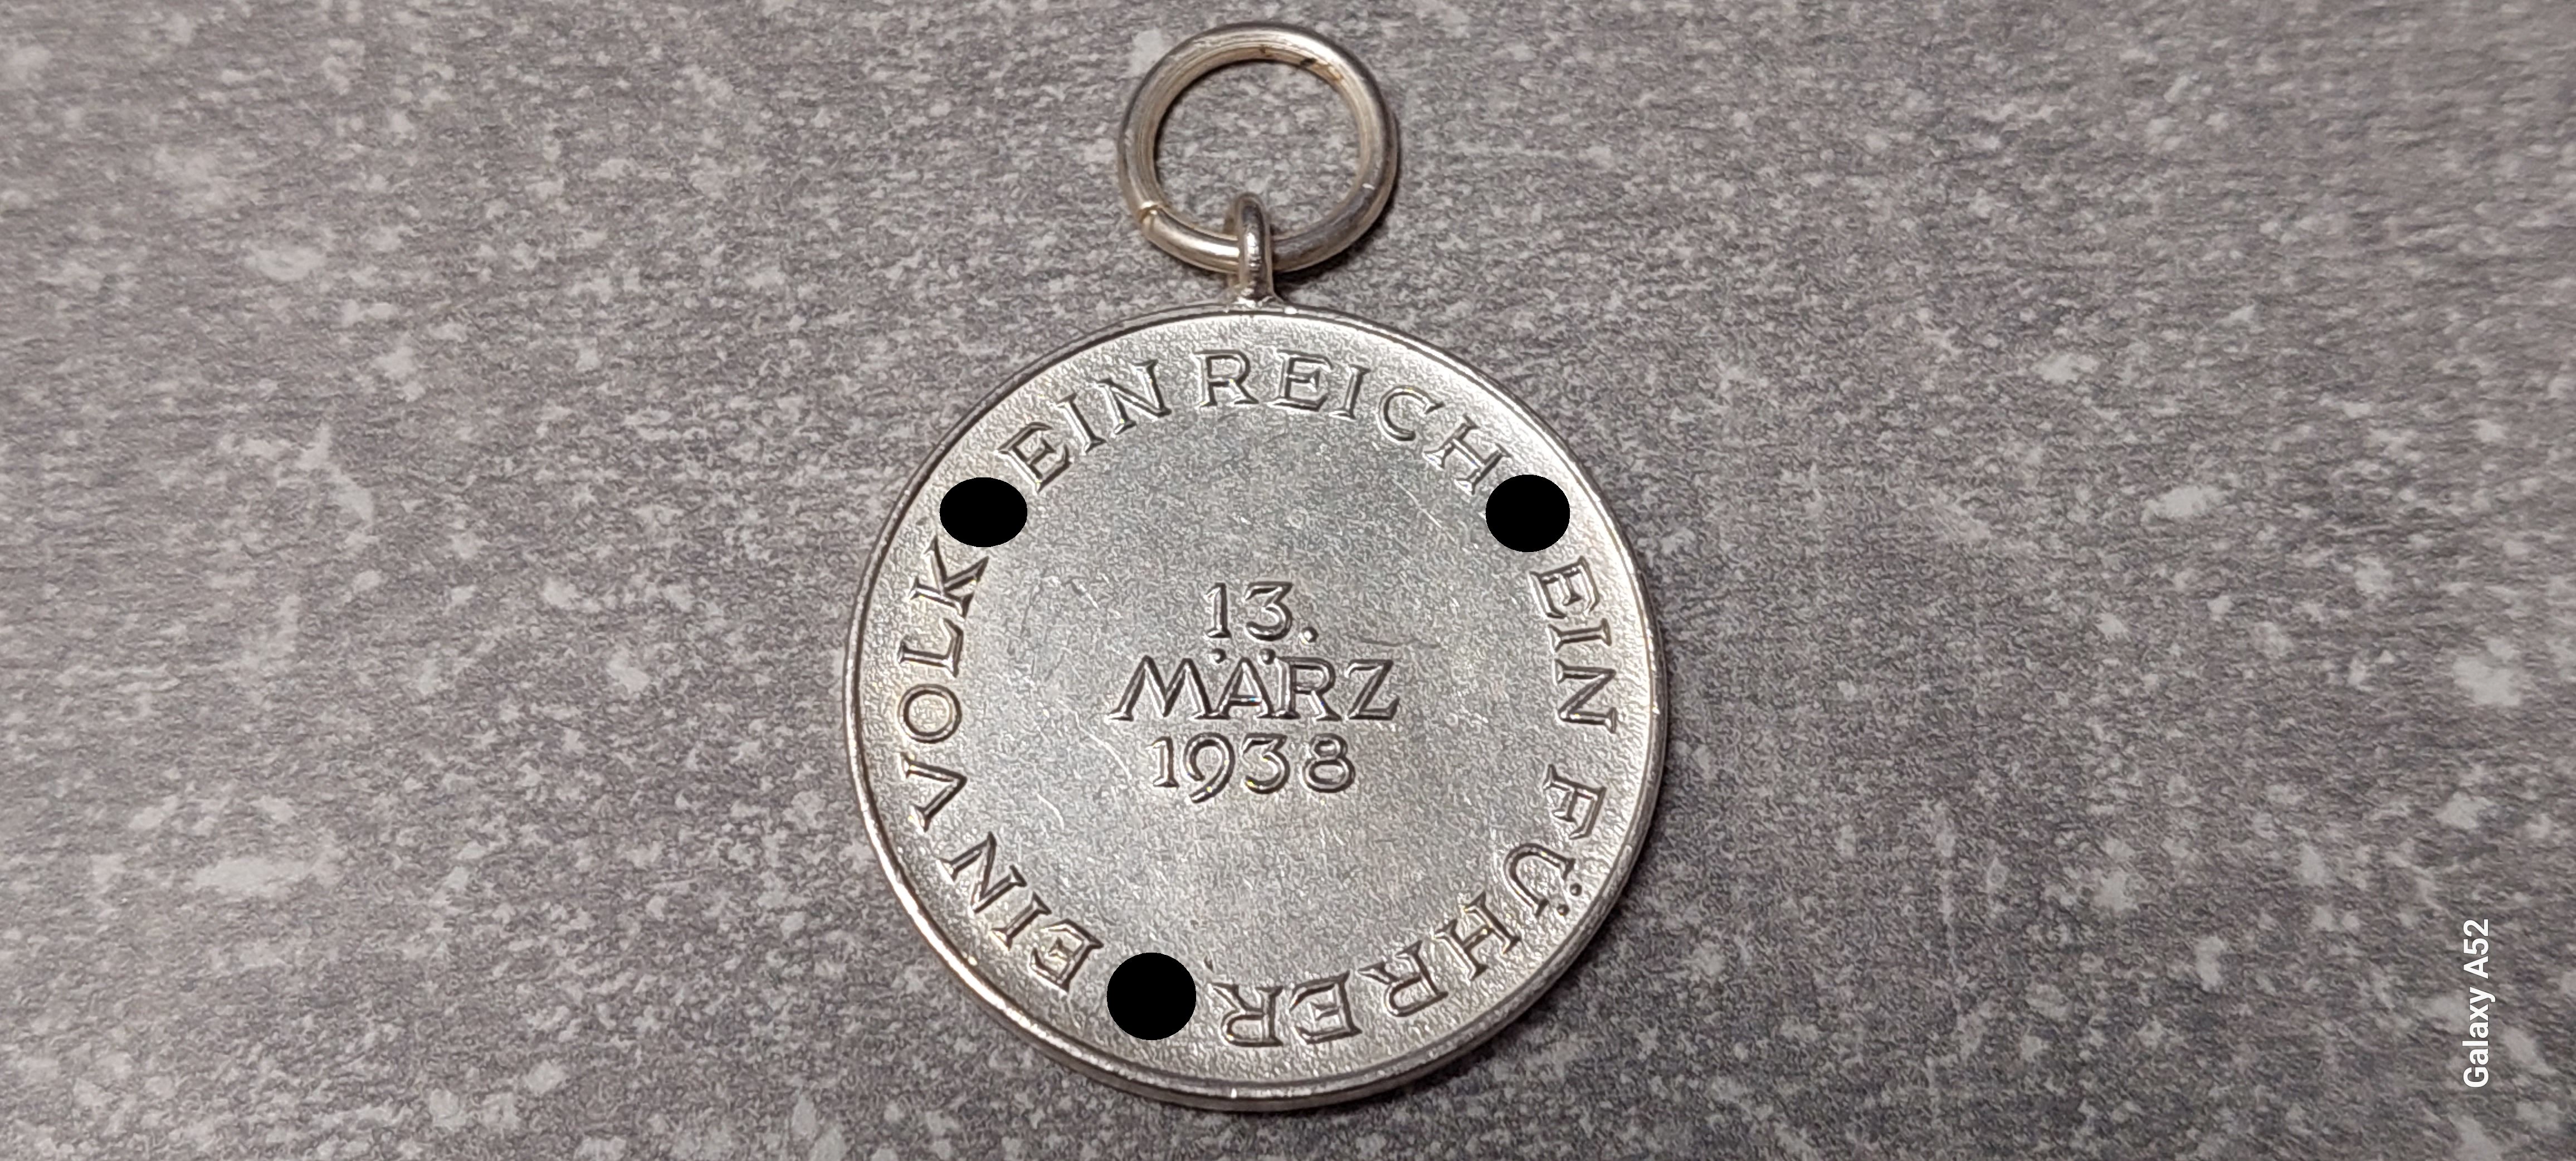 EIN VOLK EIN REICH EIN FÜHRER
13.
MÄRZ
1938
Galaxy A52